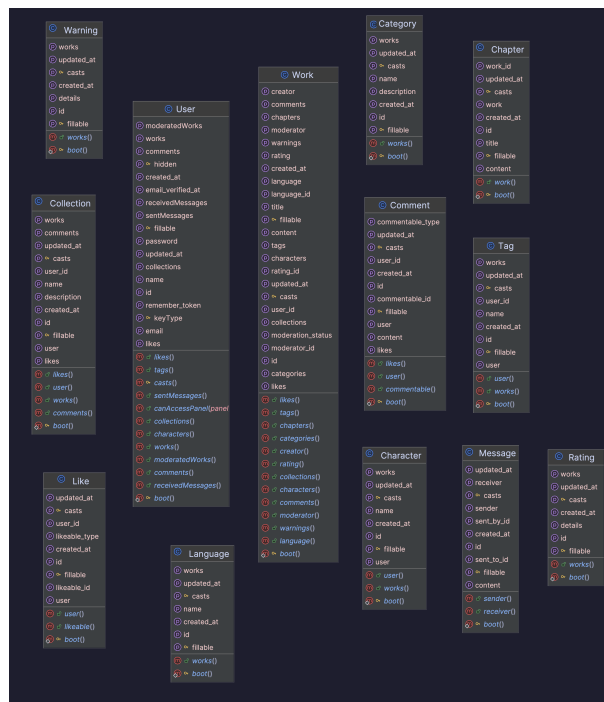 Warning
works
updated_at
casts
created_at
details
id
fillable
works()
boot()
User
moderatedWorks
works
comments
hidden
created_at
email_verified_at
receivedMessages
sentMessages
fillable
password
updated_at
collections
name
id
remember_token
keyType
email
likes
likes()
tags()
casts()
sentMessages()
canAccessPanel(panel
collections()
characters()
works()
moderatedWorks()
comments()
receivedMessages()
boot()
Work
creator
comments
chapters
moderator
warnings
rating
created_at
language
language_id
title
fillable
content
tags
characters
rating_id
updated_at
casts
user_id
collections
moderation_status
moderator_id
id
categories
likes
likes()
tags()
chapters()
categories()
creator()
rating()
collections()
characters()
comments()
moderator()
warnings()
language()
boot()
Category
works
updated_at
casts
name
description
created_at
id
fillable
works()
boot()
Chapter
work_id
updated_at
casts
work
created_at
id
title
fillable
content
work()
boot()
Collection
works
comments
updated_at
casts
user_id
name
description
created_at
id
fillable
user
likes
likes()
user()
works()
comments()
boot()
Comment
commentable_type
updated_at
casts
user_id
created_at
id
commentable_id
fillable
user
content
likes
likes()
user()
commentable()
boot()
Tag
works
updated_at
casts
user_id
name
created_at
id
fillable
user
user()
works()
boot()
Like
updated_at
casts
user_id
likeable_type
created_at
id
fillable
likeable_id
user
user()
likeable()
boot()
Language
works
updated_at
casts
name
created_at
id
fillable
works()
boot()
Character
works
updated_at
casts
name
created_at
id
fillable
user
user()
works()
boot()
Message
updated_at
receiver
casts
sender
sent_by_id
created_at
id
sent_to_id
fillable
content
sender()
receiver()
boot()
Rating
works
updated_at
casts
created_at
details
id
fillable
works()
boot()